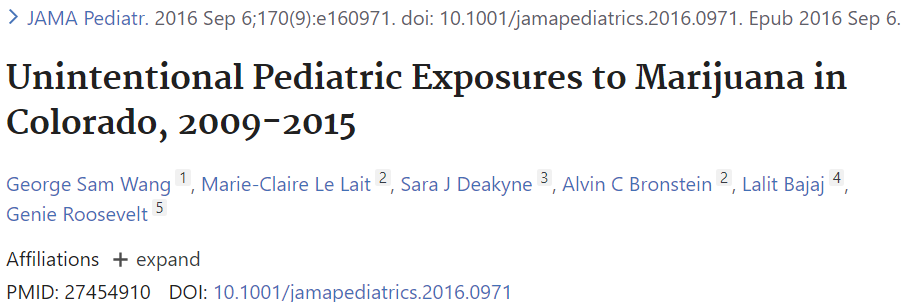 > JAMA Pediatr. 2016 Sep 6;170(9):e160971. doi: 10.1001/jamapediatrics.2016.0971. Epub 2016 Sep 6.
Unintentional Pediatric Exposures to Marijuana in
Colorado, 2009-2015
George Sam Wang 1, Marie-Claire Le Lait 2, Sara J Deakyne 3, Alvin C Bronstein 2, Lalit Bajaj 4,
Genie Roosevelt 5
Affiliations + expand
PMID: 27454910 DOI: 10.1001/jamapediatrics.2016.0971